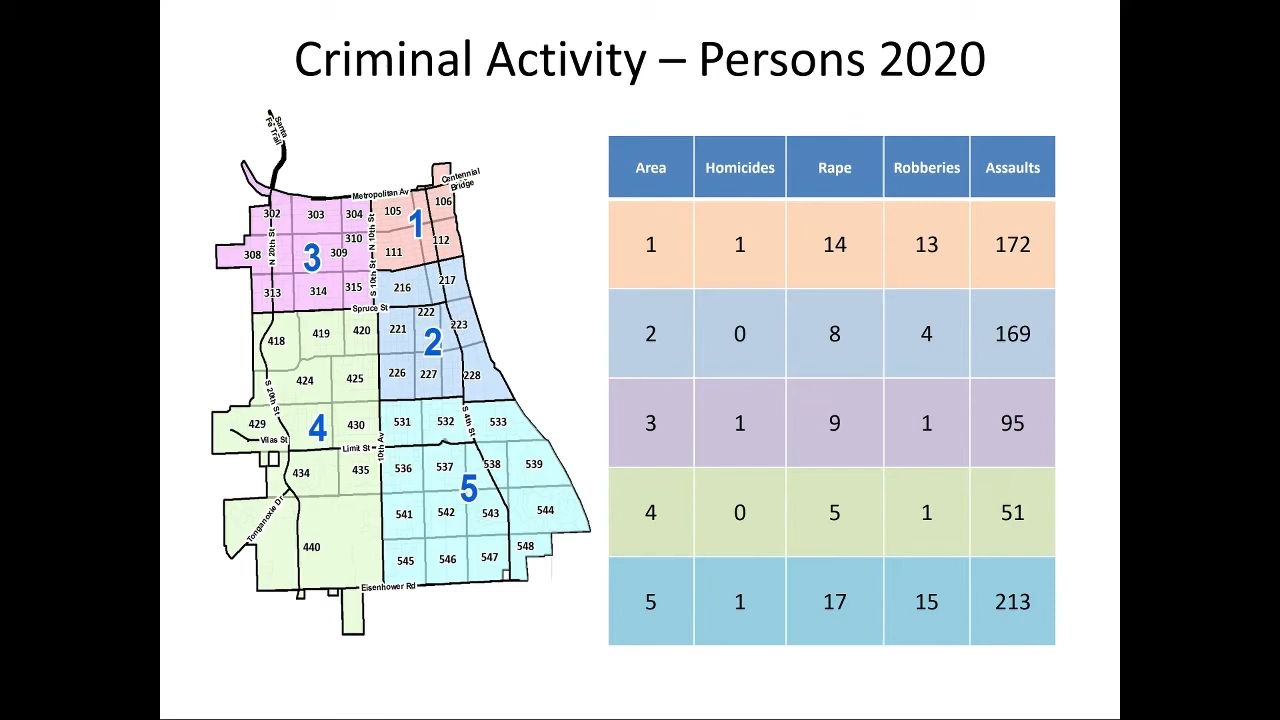 Criminal Activity – Persons 2020
Santa
Fe Trail
Centennial
Bridge
Metropolitan Av
302
303
304
105
106
N 20th St
N 10th St
1
308
3
310
309
111
112
313
314
315
S 10th St
216
217
Spruce St
418
419
420
221
222
223
2
424
425
226
227
228
S 20th St
429
4
430
531
532
533
S 4th St
Vilas St
Limit St
10th Av
434
435
536
537
538
539
5
Tonganoxie Dr
541
542
543
544
440
545
546
547
548
Eisenhower Rd
Area Homicides Rape Robberies Assaults
1 1 14 13 172
2 0 8 4 169
3 1 9 1 95
4 0 5 1 51
5 1 17 15 213